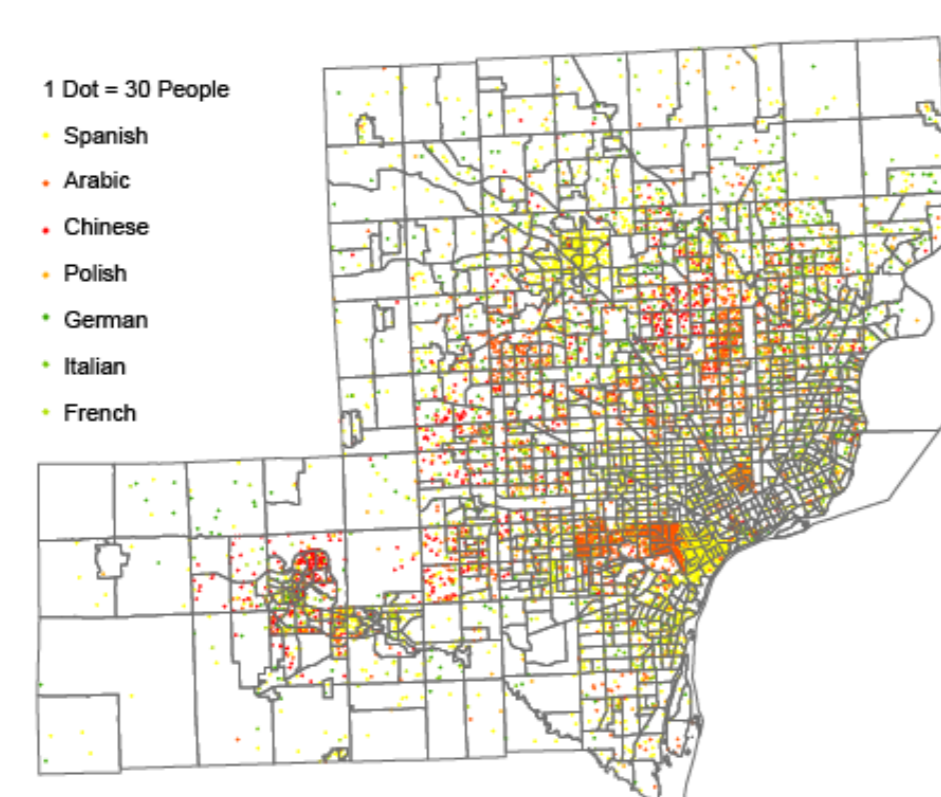 1 Dot = 30 People
Spanish
Arabic
Chinese
Polish
German
Italian
French